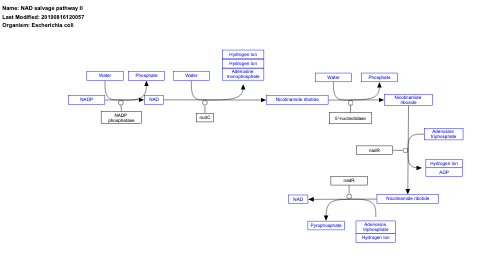 Name: NAD salvage pathway II
Last Modified: 20190816120057
Organism: Escherichia coli
Hydrogen Ion
Hydrogen Ion
Adenosine
monophosphate
Water
Phosphate
Water
Water
Phosphate
NADP
NAD
Nicotinamide ribotide
Nicotinamide
riboside
NADP
phosphatase
nudC
5'-nucleotidase
Adenosine
triphosphate
nadR
Hydrogen Ion
ADP
nadR
NAD
Nicotinamide ribotide
Pyrophosphate
Adenosine
triphosphate
Hydrogen Ion